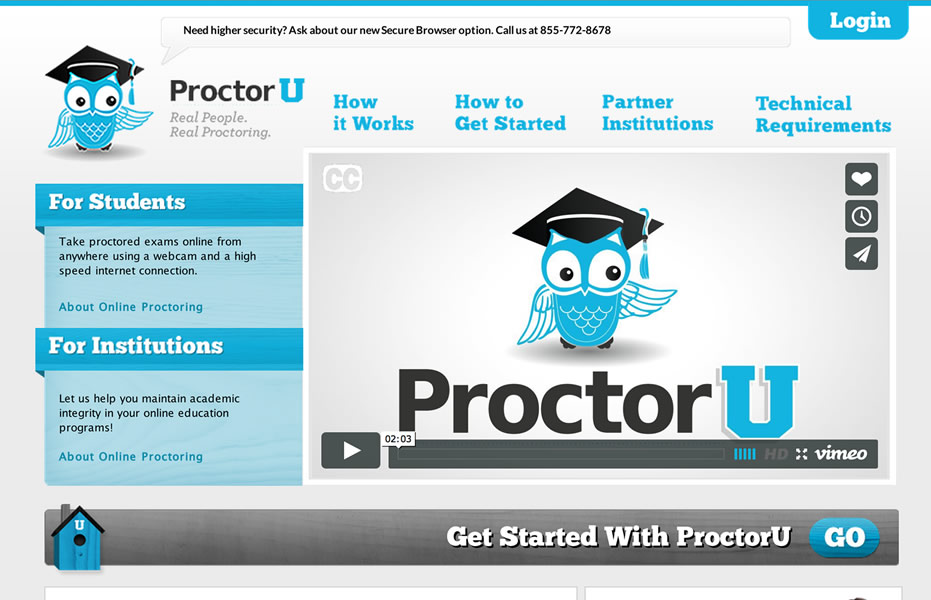 Need higher security? Ask about our new Secure Browser option. Call us at 855-772-8678
Login
ProctorU
Real People.
Real Proctoring.
How
it Works
How to
Get Started
Partner
Institutions
Technical
Requirements
For Students
Take proctored exams online from
anywhere using a webcam and a high
speed internet connection.
About Online Proctoring
For Institutions
Let us help you maintain academic
integrity in your online education
programs!
About Online Proctoring
CC
ProctorU
02:03
HD
vimeo
U
Get Started With ProctorU
GO